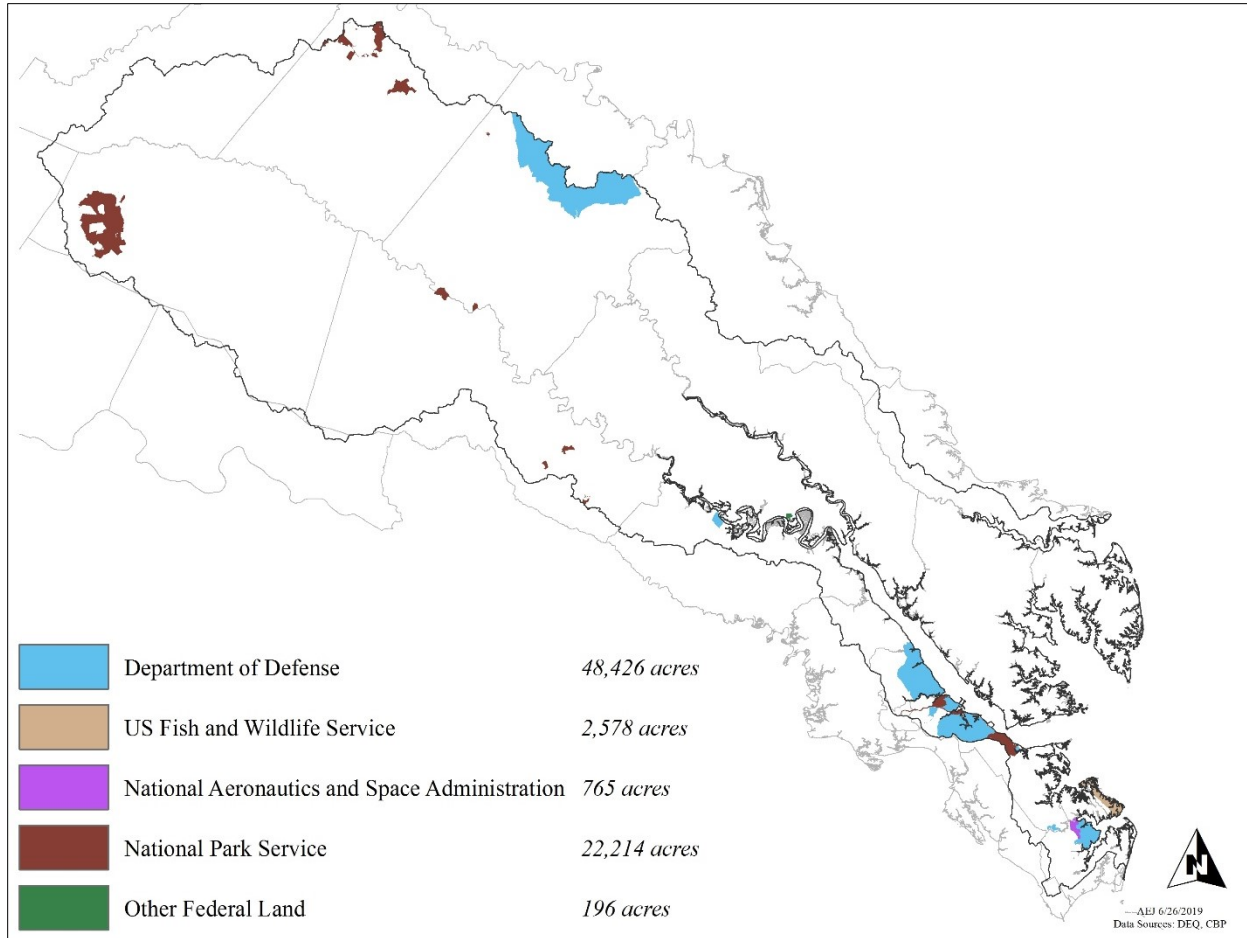 Department of Defense 48,426 acres
US Fish and Wildlife Service 2,578 acres
National Aeronautics and Space Administration 765 acres
National Park Service 22,214 acres
Other Federal Land 196 acres
N
AEJ 6/26/2019
Data Sources: DEQ, CBP